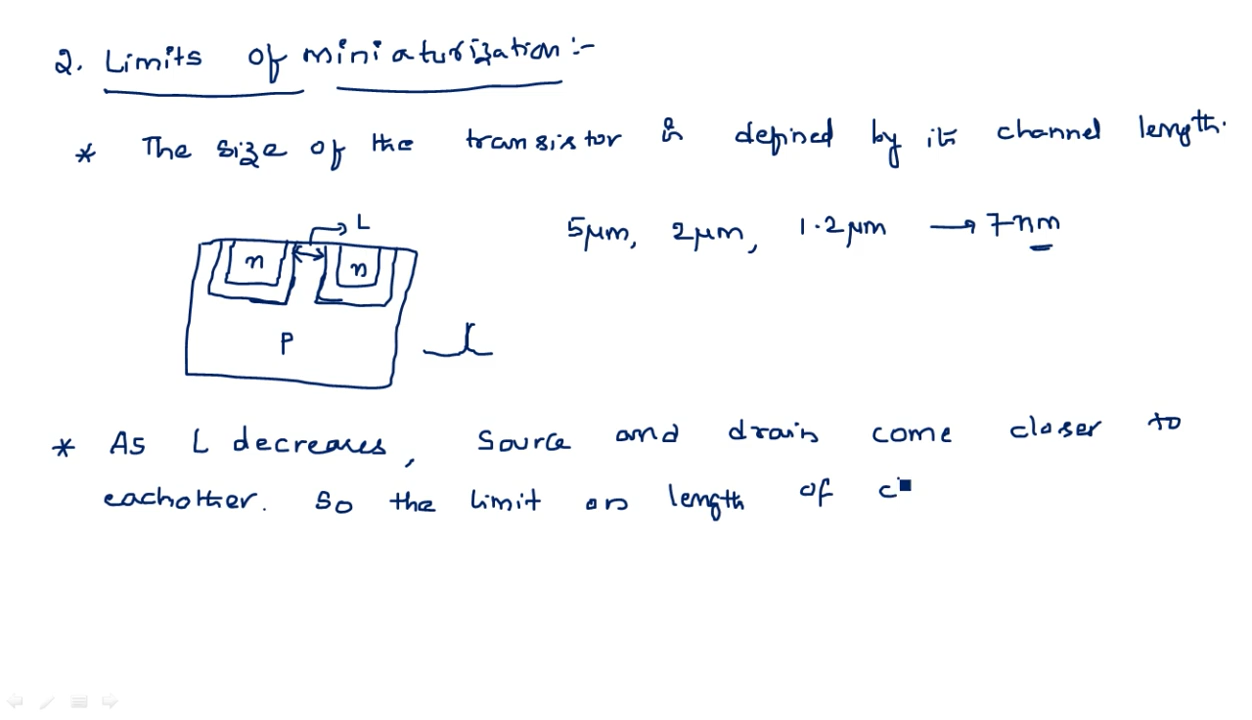 2. Limits of miniaturization :-
* The size of the transistor is defined by its channel length.
L
5μm, 2μm, 1.2μm → 7nm
n n
P
* As L decreases, source and drain come closer to
eachother. So the limit on length of c